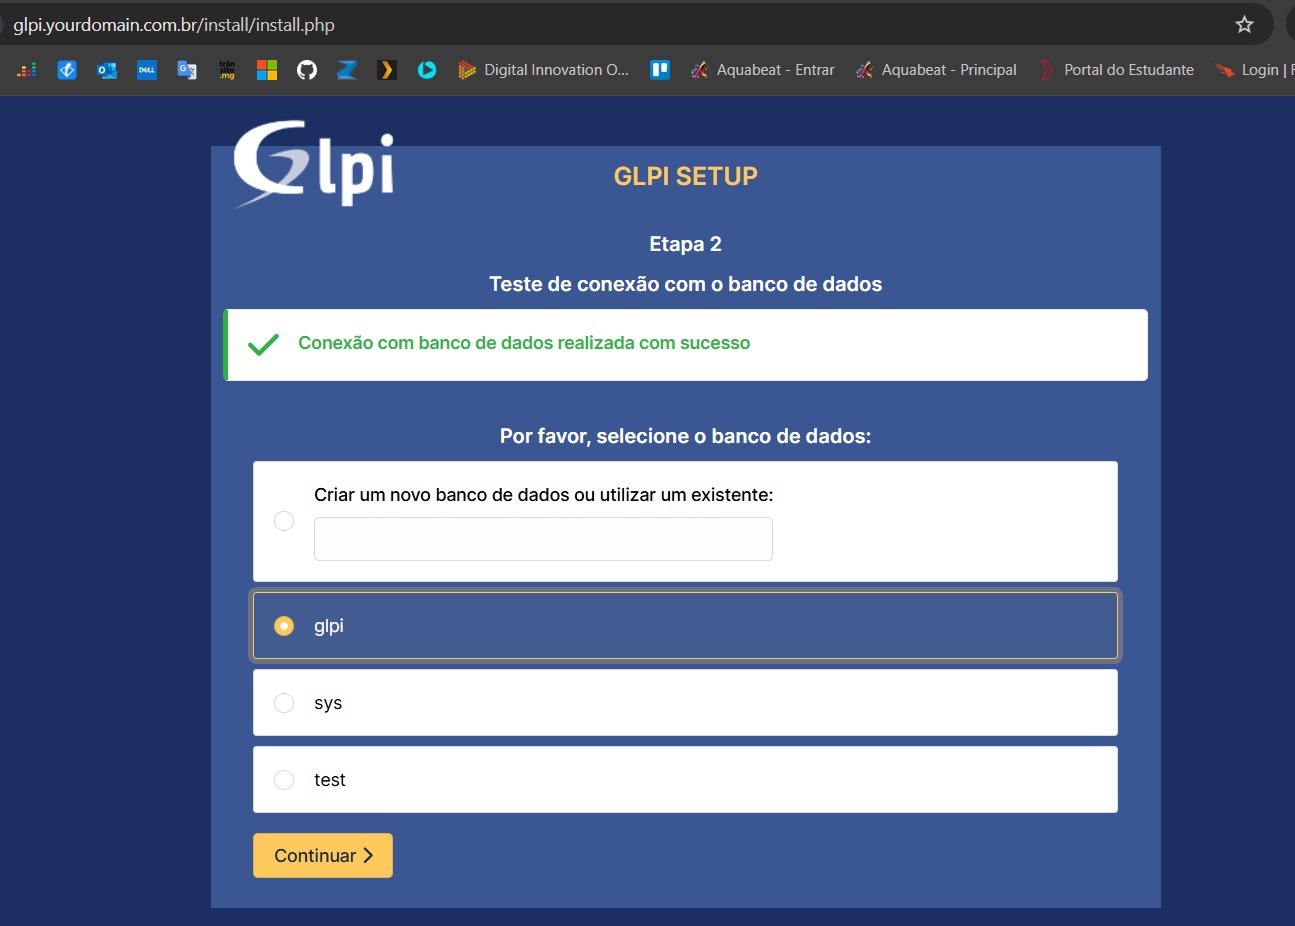 glpi.yourdomain.com.br/install/install.php
DELL
Digital Innovation O...
Aquabeat - Entrar
Aquabeat - Principal
Portal do Estudante
Login |
Glpi
GLPI SETUP
Etapa 2
Teste de conexão com o banco de dados
Conexão com banco de dados realizada com sucesso
Por favor, selecione o banco de dados:
Criar um novo banco de dados ou utilizar um existente:
glpi
sys
test
Continuar